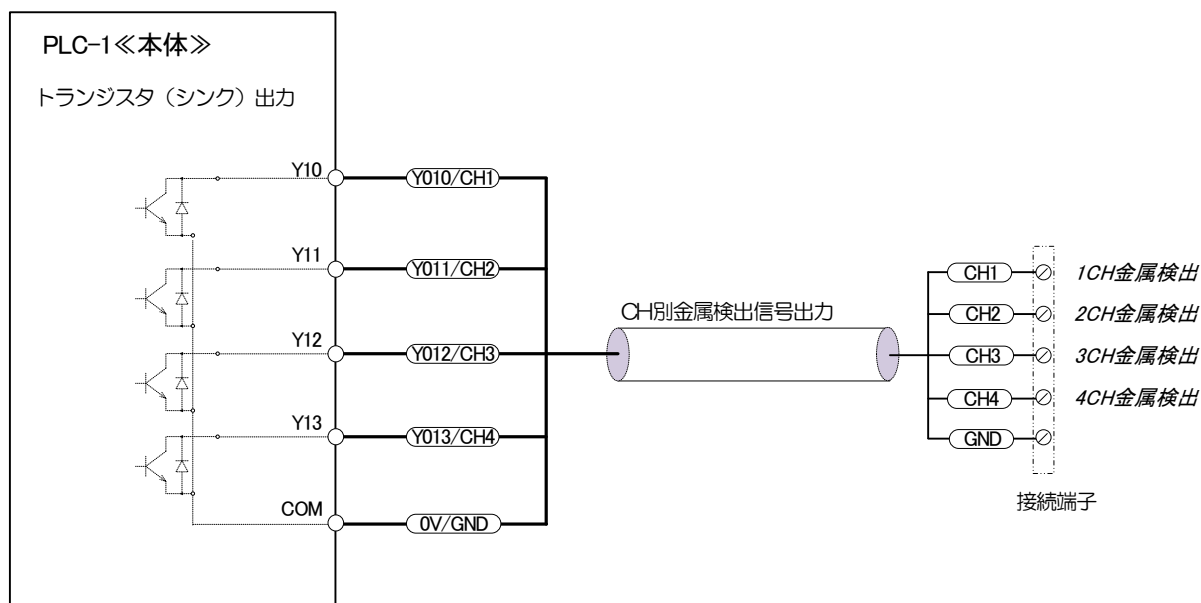 PLC-1≪本体≫
トランジスタ（シンク）出力
Y10
Y010/CH1
Y11
Y011/CH2
Y12
Y012/CH3
Y13
Y013/CH4
COM
0V/GND
CH別金属検出信号出力
CH1
1CH金属検出
CH2
2CH金属検出
CH3
3CH金属検出
CH4
4CH金属検出
GND
接続端子